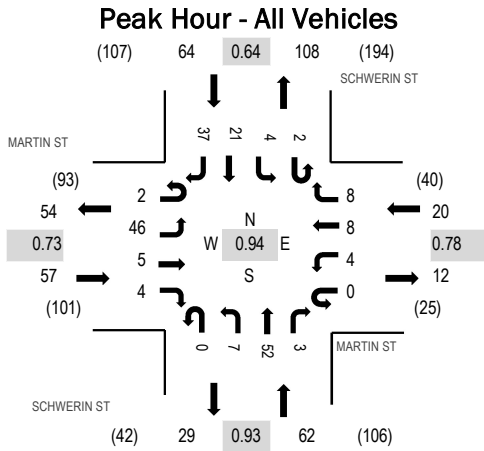 Peak Hour - All Vehicles
(107) 64 0.64 108 (194)
SCHWERIN ST
MARTIN ST
37 21 4 2
(93) (40)
54 2 8 20
46 N 8
0.73 W 0.94 E 0.78
57 5 S 4 12
4 0
(101) (25)
0 7 52 3
MARTIN ST
SCHWERIN ST
(42) 29 0.93 62 (106)